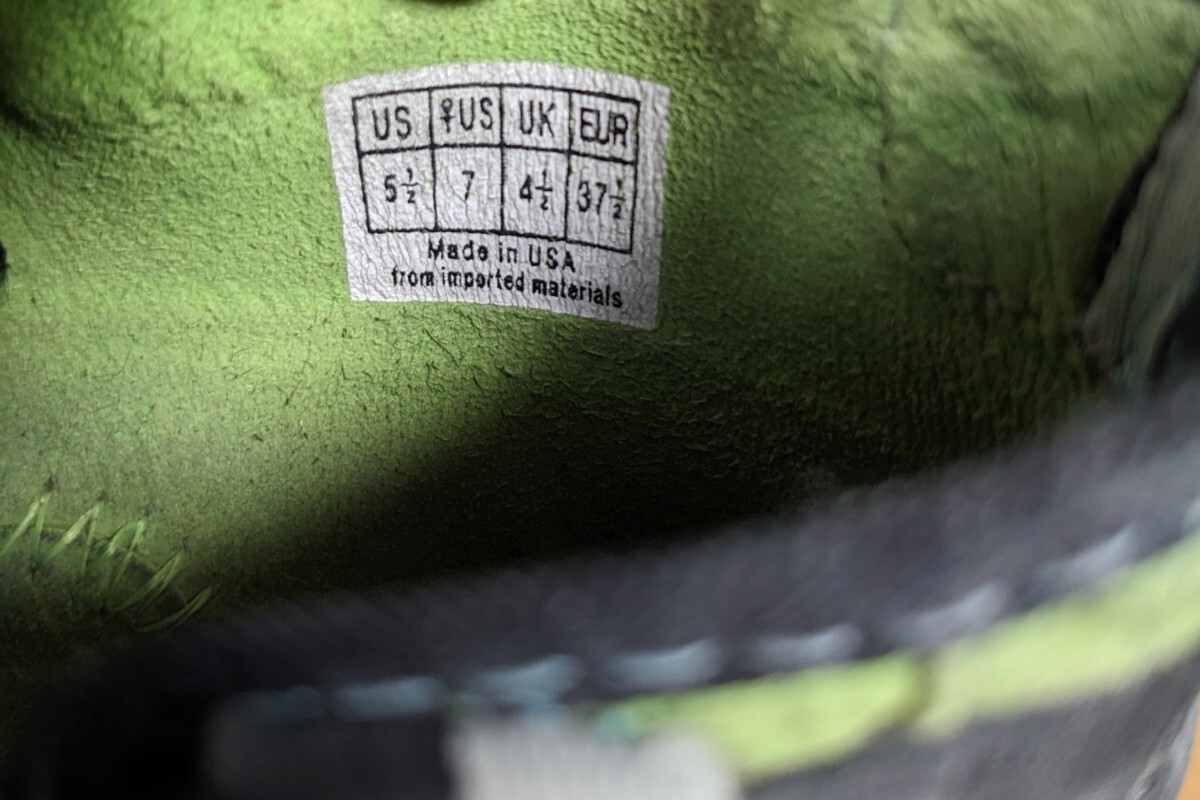 US ♀US UK EUR
5½ 7 4½ 37½
Made in USA
from imported materials